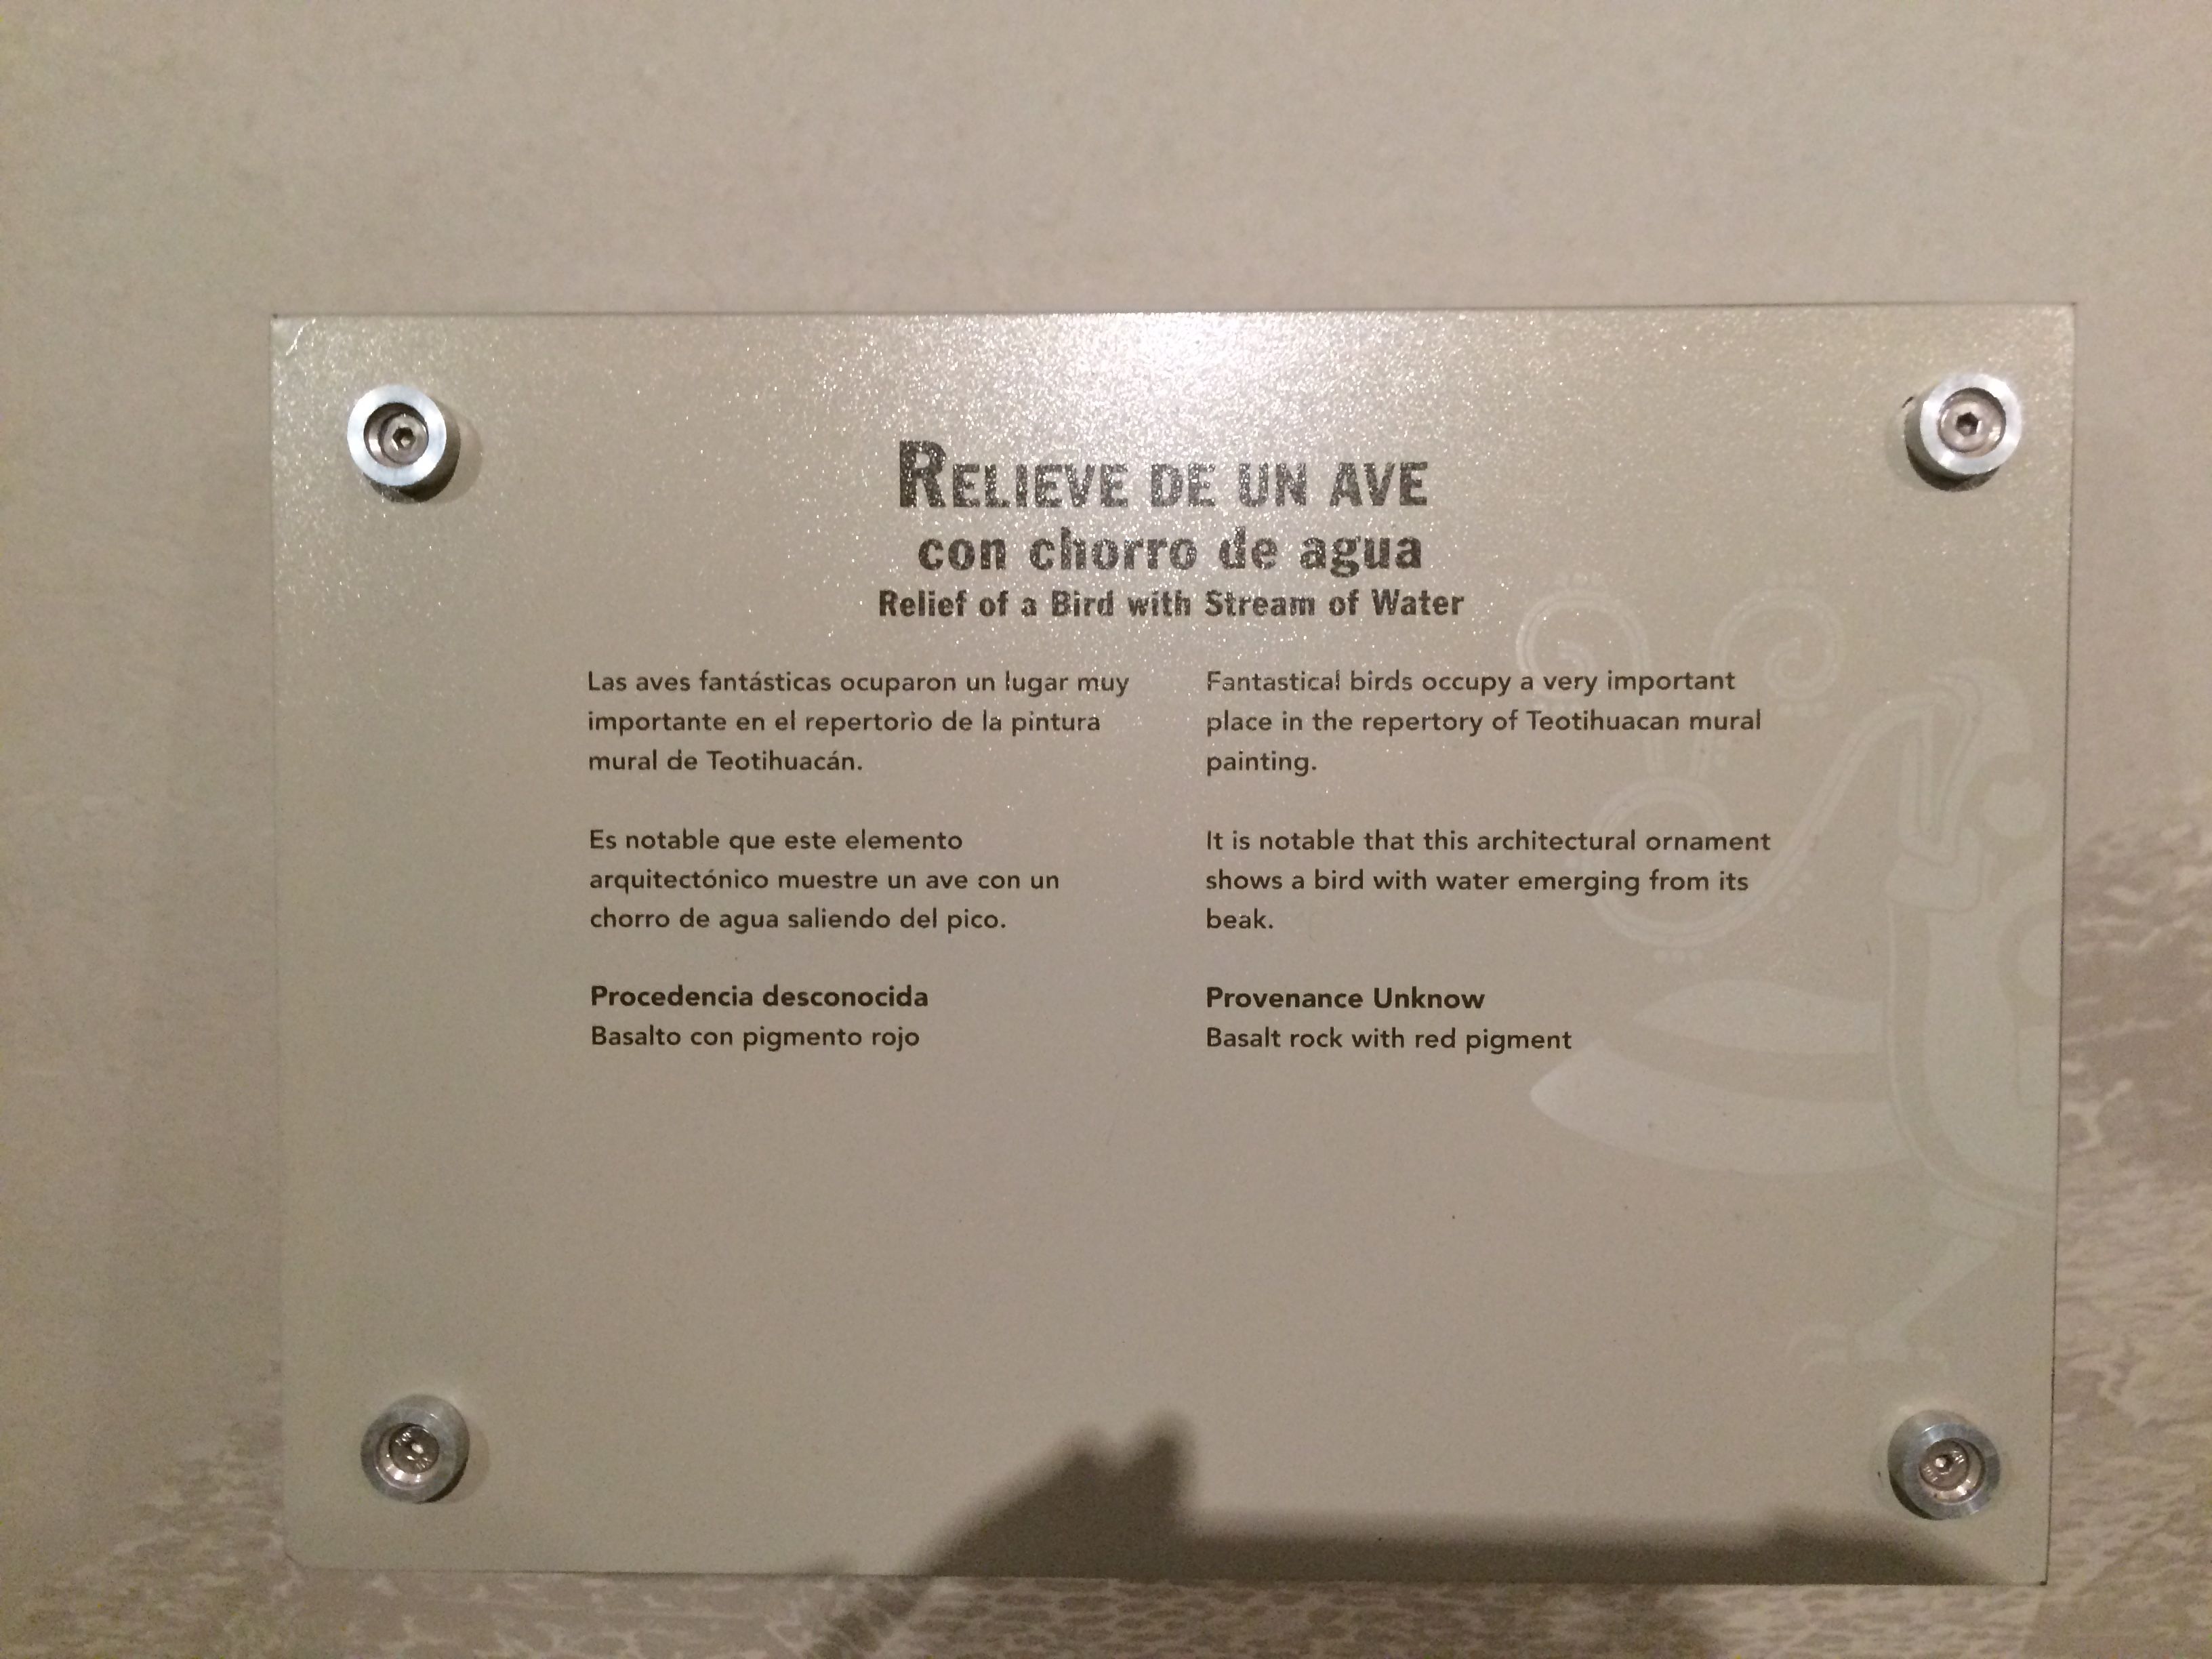 RELIEVE DE UN AVE
con chorro de agua
Relief of a Bird with Stream of Water
Las aves fantásticas ocuparon un lugar muy
importante en el repertorio de la pintura
mural de Teotihuacán.
Es notable que este elemento
arquitectónico muestre un ave con un
chorro de agua saliendo del pico.
Procedencia desconocida
Basalto con pigmento rojo
Fantastical birds occupy a very important
place in the repertory of Teotihuacan mural
painting.
It is notable that this architectural ornament
shows a bird with water emerging from its
beak.
Provenance Unknow
Basalt rock with red pigment